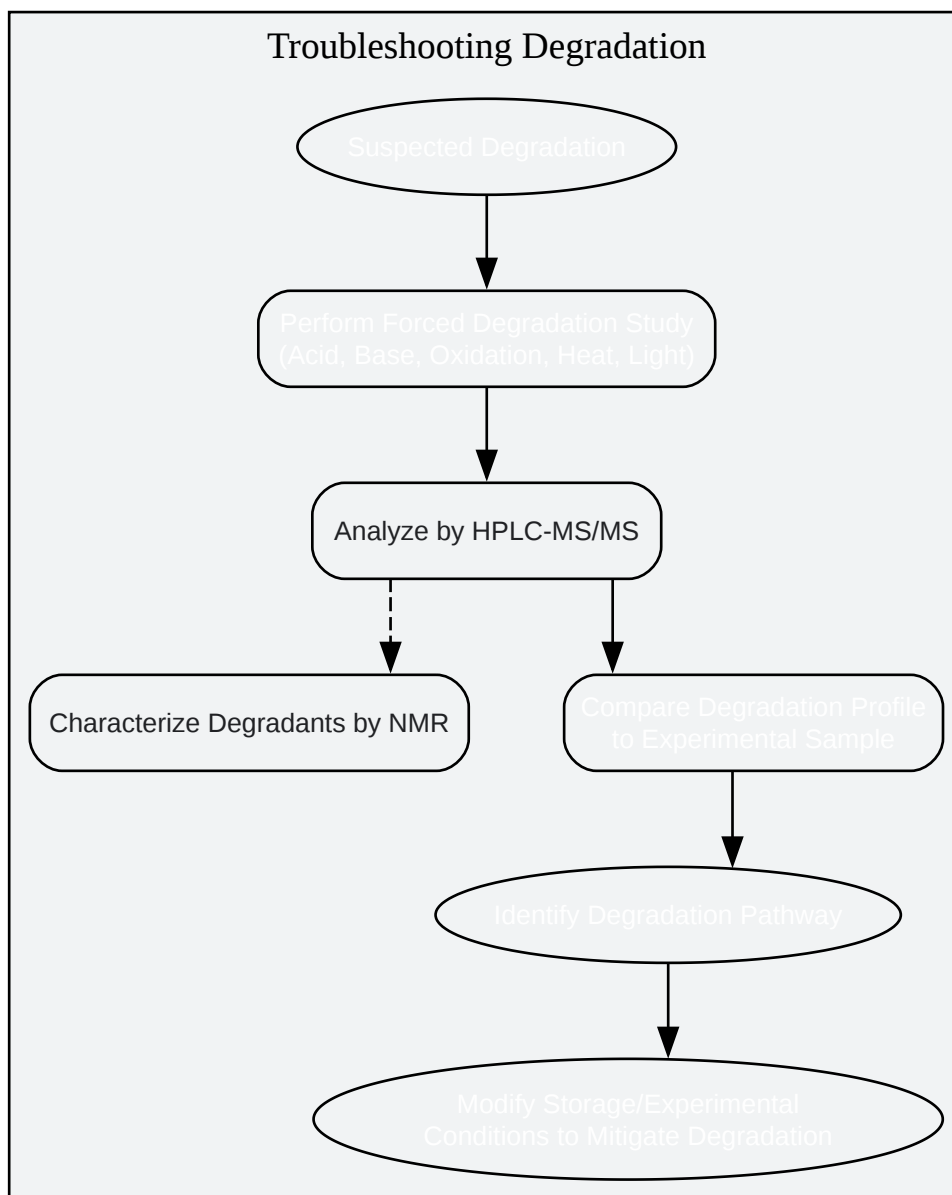 Troubleshooting Degradation
Suspected Degradation
Perform Forced Degradation Study
(Acid, Base, Oxidation, Heat, Light)
Analyze by HPLC-MS/MS
Characterize Degradants by NMR
Compare Degradation Profile
to Experimental Sample
Identify Degradation Pathway
Modify Storage/Experimental
Conditions to Mitigate Degradation